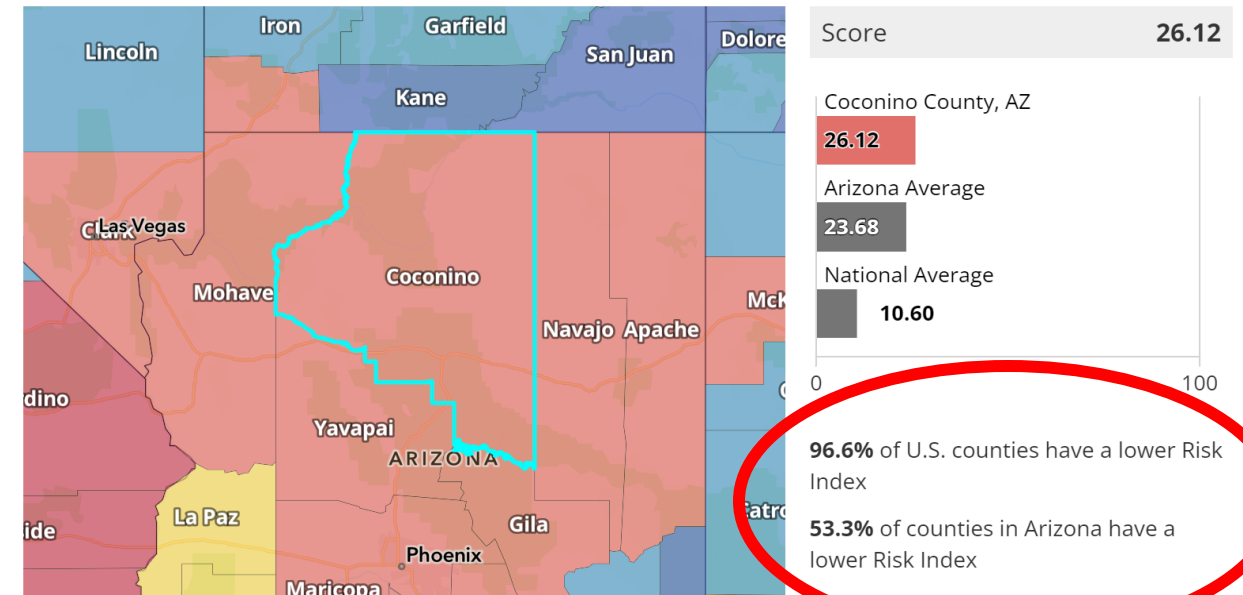 Iron
Garfield
Lincoln
San Juan
Dolore
Kane
Las Vegas
Mohave
Coconino
McK
Navajo Apache
dino
Yavapai
ARIZONA
La Paz
ide
Gila
Phoenix
Maricopa
Score 26.12
Coconino County, AZ
26.12
Arizona Average
23.68
National Average
10.60
0 100
96.6% of U.S. counties have a lower Risk
Index
53.3% of counties in Arizona have a
lower Risk Index